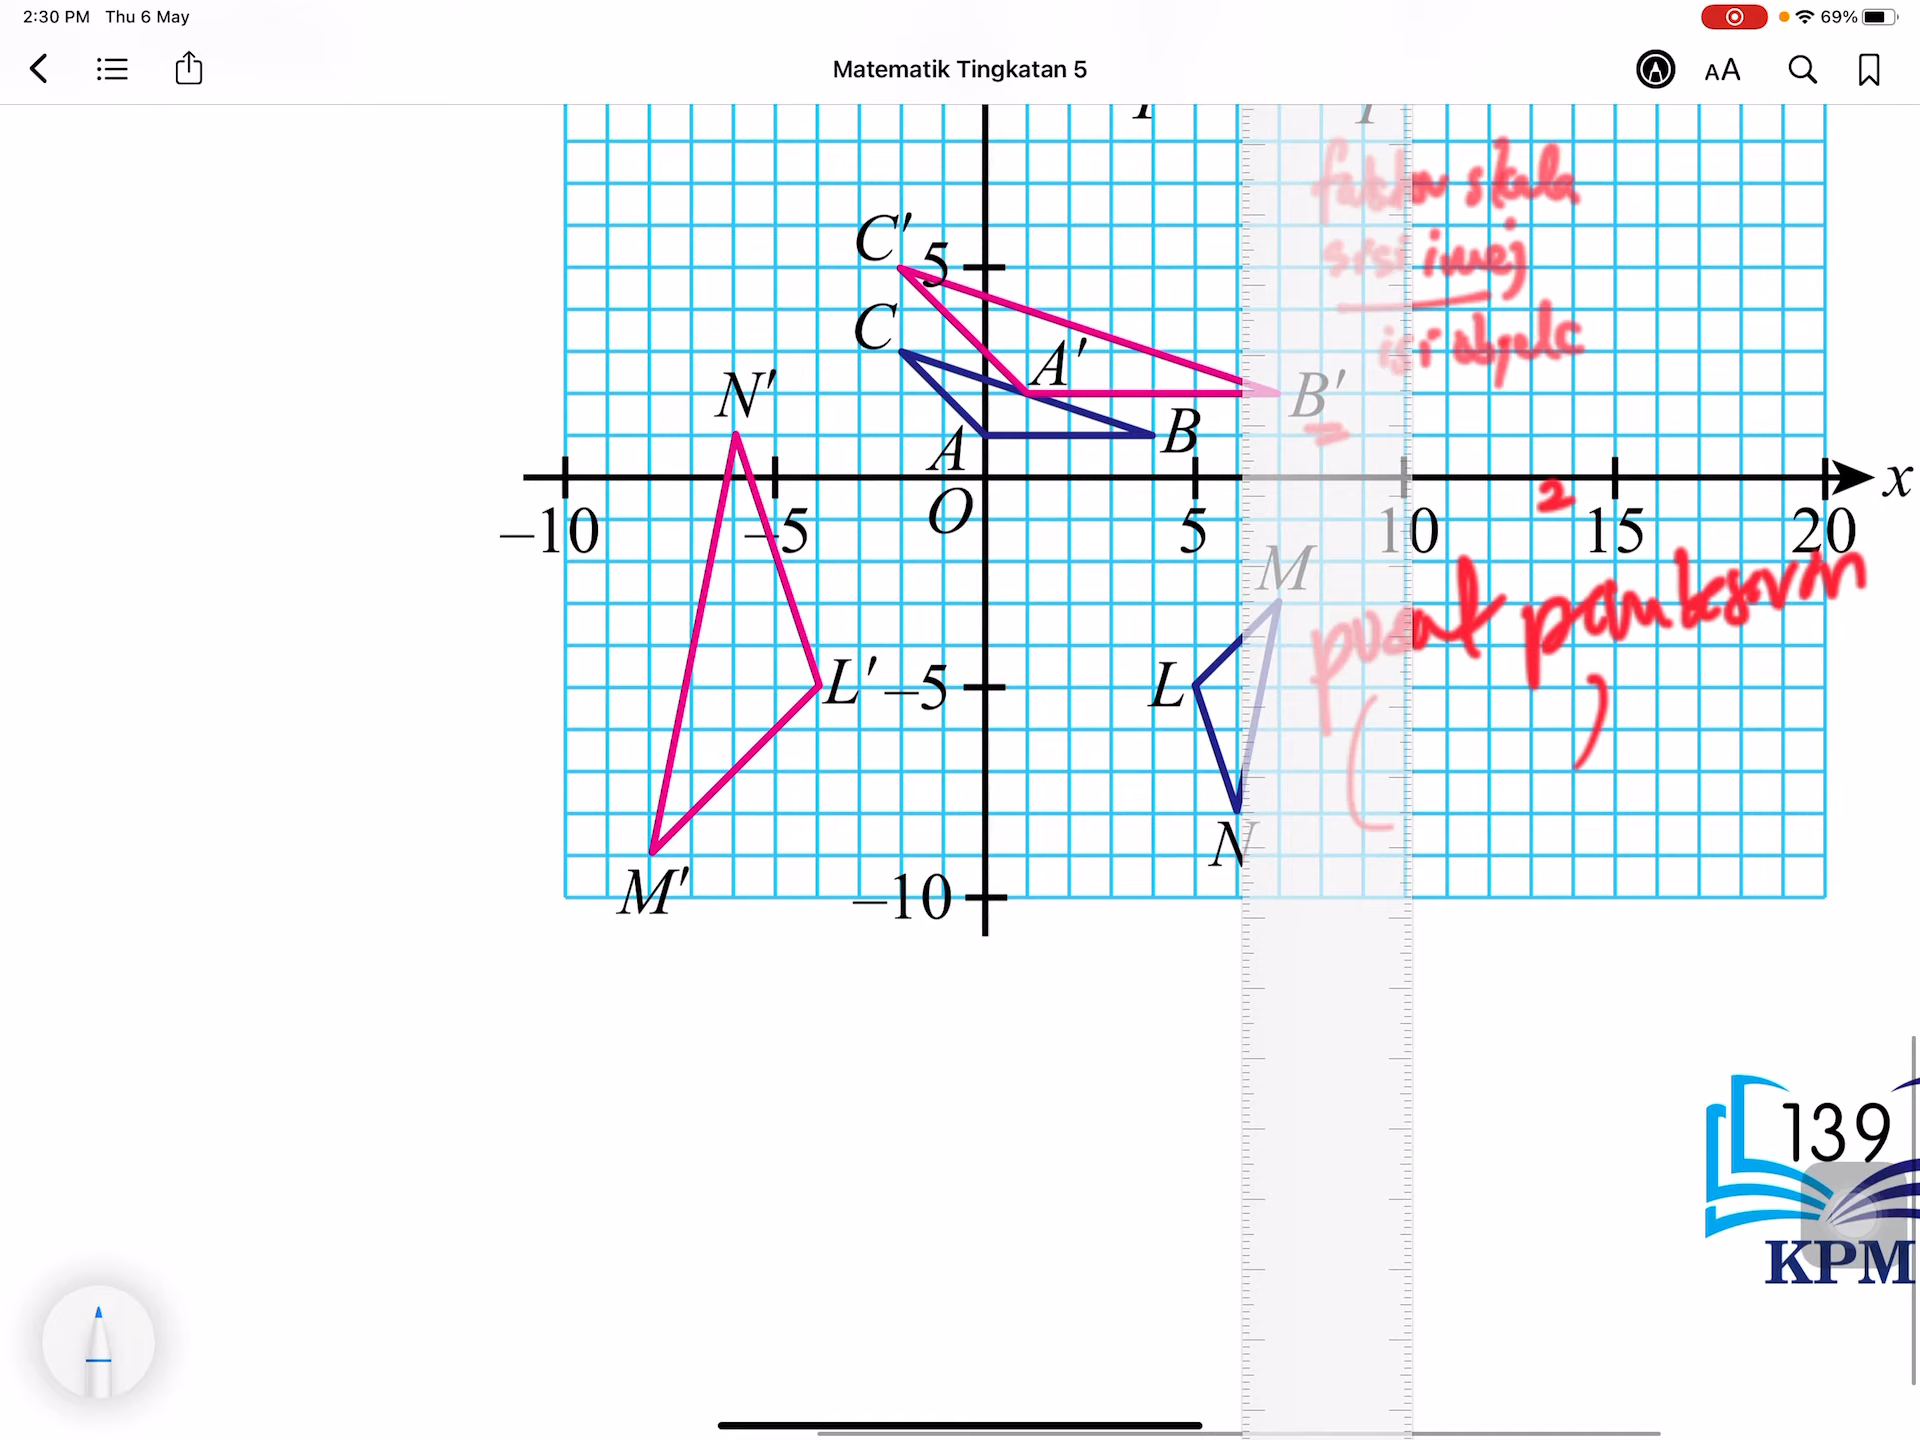 2:30 PM Thu 6 May
69%
Matematik Tingkatan 5
AA
faktor skala
C′
5
sisi imej
C
sisi objek
N′
A′
B′
B
A
x
O
2
–10
–5
5
10
15
20
M
pusat pembesaran
( , )
L′
–5
L
N
M′
–10
139
KPM